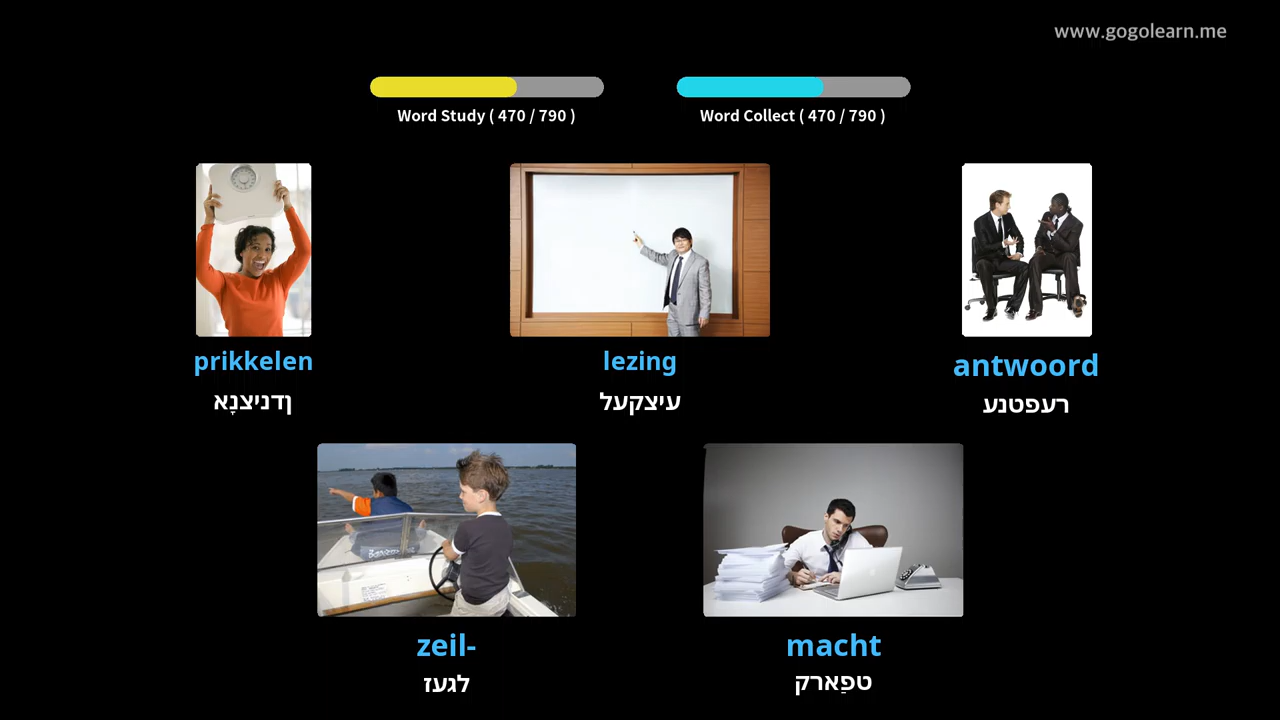 www.gogolearn.me
Word Study ( 470 / 790 )
Word Collect ( 470 / 790 )
prikkelen
ןדניצנָא
lezing
עיצקעל
antwoord
רעפטנע
zeil-
לגעז
macht
טפַארק